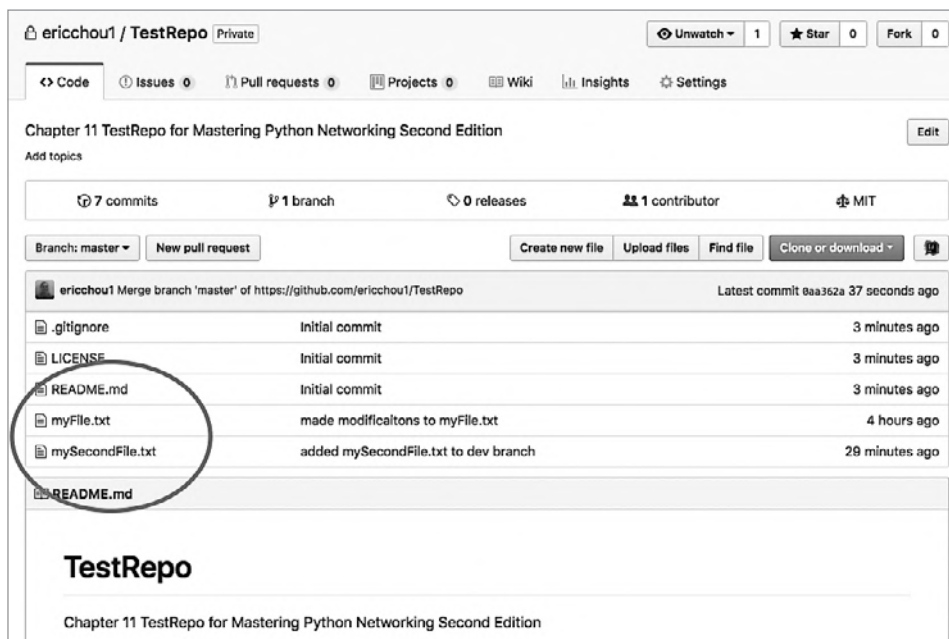 ericchou1 / TestRepo Private Unwatch 1 Star 0 Fork 0
Code Issues 0 Pull requests 0 Projects 0 Wiki Insights Settings
Chapter 11 TestRepo for Mastering Python Networking Second Edition Edit
Add topics
7 commits 1 branch 0 releases 1 contributor MIT
Branch: master New pull request Create new file Upload files Find file Clone or download
ericchou1 Merge branch 'master' of https://github.com/ericchou1/TestRepo Latest commit 0aa362a 37 seconds ago
.gitignore Initial commit 3 minutes ago
LICENSE Initial commit 3 minutes ago
README.md Initial commit 3 minutes ago
myFile.txt made modificaitons to myFile.txt 4 hours ago
mySecondFile.txt added mySecondFile.txt to dev branch 29 minutes ago
README.md
TestRepo
Chapter 11 TestRepo for Mastering Python Networking Second Edition